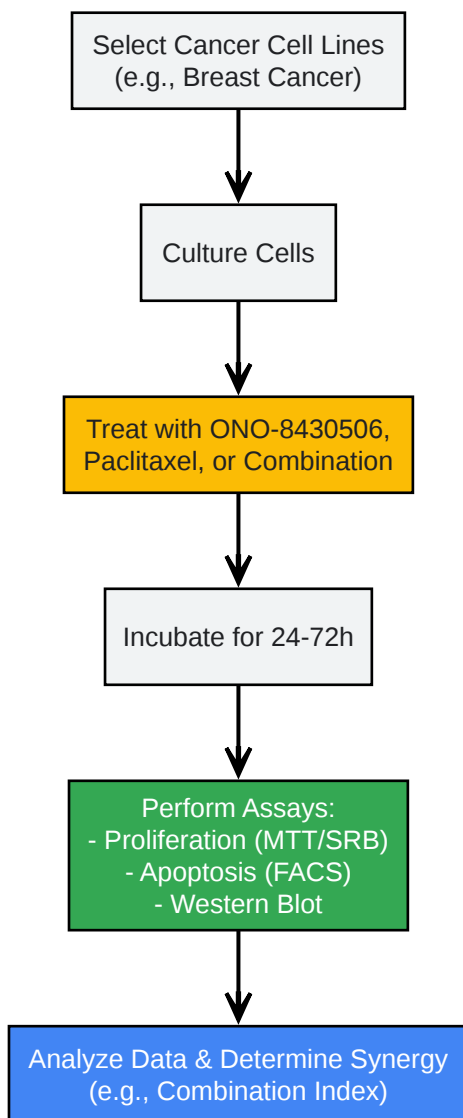 Select Cancer Cell Lines
(e.g., Breast Cancer)
Culture Cells
Treat with ONO-8430506,
Paclitaxel, or Combination
Incubate for 24-72h
Perform Assays:
- Proliferation (MTT/SRB)
- Apoptosis (FACS)
- Western Blot
Analyze Data & Determine Synergy
(e.g., Combination Index)